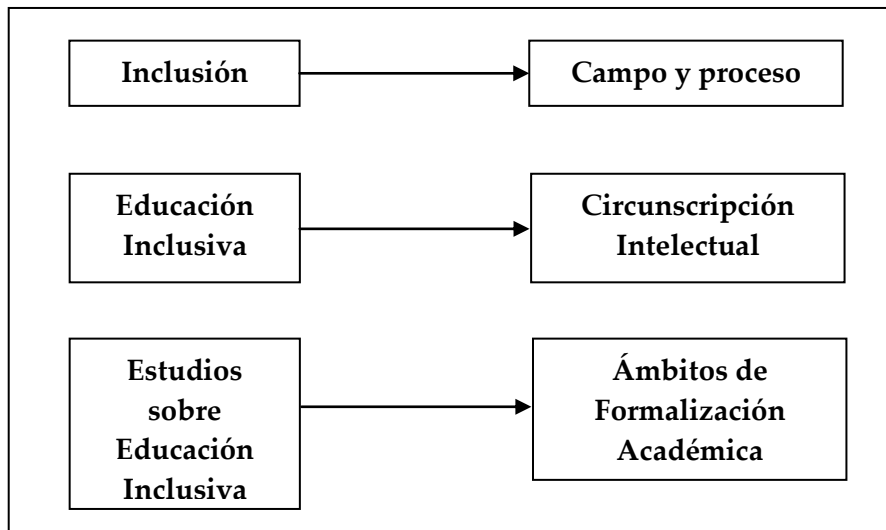 Inclusión
Campo y proceso
Educación
Inclusiva
Circunscripción
Intelectual
Estudios
sobre
Educación
Inclusiva
Ámbitos de
Formalización
Académica